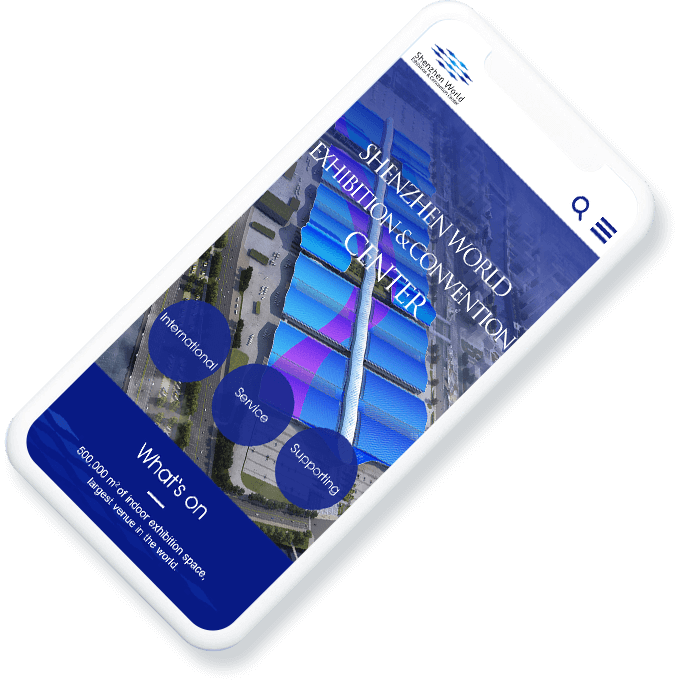 Shenzhen World
Exhibition & Convention Center
SHENZHEN WORLD
EXHIBITION & CONVENTION
CENTER
International
Service
Supporting
What's on
500,000 m² of indoor exhibition space,
largest venue in the world.